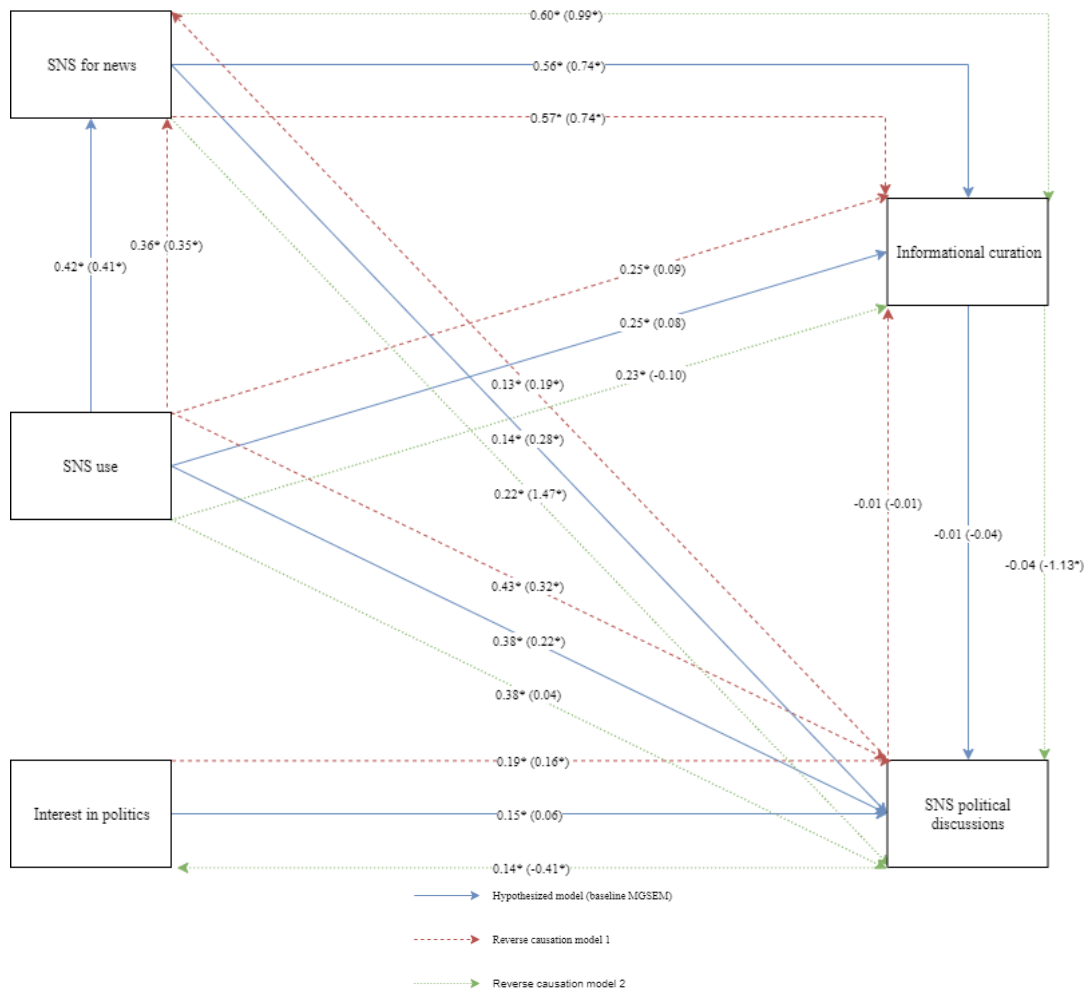 0.60* (0.99*)
SNS for news
0.56* (0.74*)
0.57* (0.74*)
0.36* (0.35*)
Informational curation
0.42* (0.41*)
0.25* (0.09)
0.25* (0.08)
0.23* (-0.10)
0.13* (0.19*)
0.14* (0.28*)
SNS use
0.22* (1.47*)
-0.01 (-0.01)
-0.01 (-0.04)
-0.04 (-1.13*)
0.43* (0.32*)
0.38* (0.22*)
0.38* (0.04)
0.19* (0.16*)
Interest in politics
0.15* (0.06)
SNS political
discussions
0.14* (-0.41*)
Hypothesized model (baseline MGSEM)
Reverse causation model 1
Reverse causation model 2